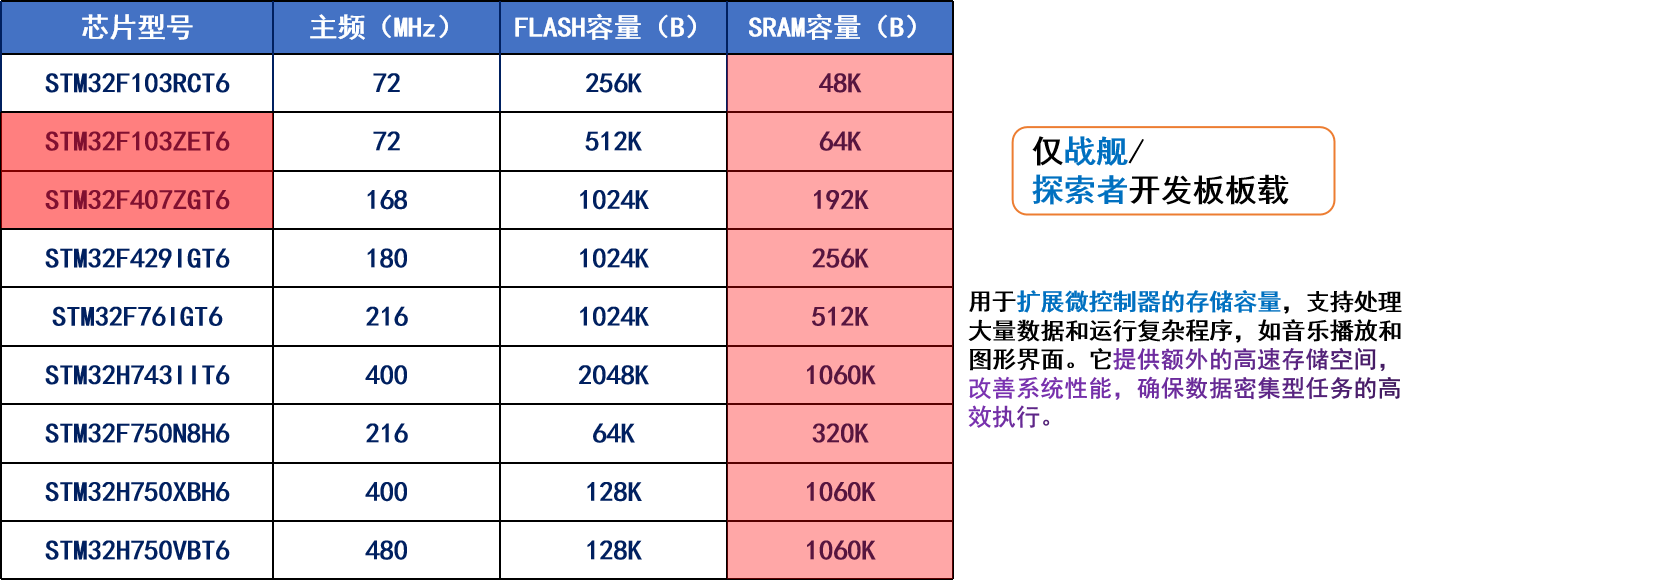 芯片型号 主频（MHz） FLASH容量（B） SRAM容量（B）
STM32F103RCT6 72 256K 48K
STM32F103ZET6 72 512K 64K
STM32F407ZGT6 168 1024K 192K
STM32F429IGT6 180 1024K 256K
STM32F76IGT6 216 1024K 512K
STM32H743IIT6 400 2048K 1060K
STM32F750N8H6 216 64K 320K
STM32H750XBH6 400 128K 1060K
STM32H750VBT6 480 128K 1060K
仅战舰/
探索者开发板板载
用于扩展微控制器的存储容量，支持处理
大量数据和运行复杂程序，如音乐播放和
图形界面。它提供额外的高速存储空间，
改善系统性能，确保数据密集型任务的高
效执行。